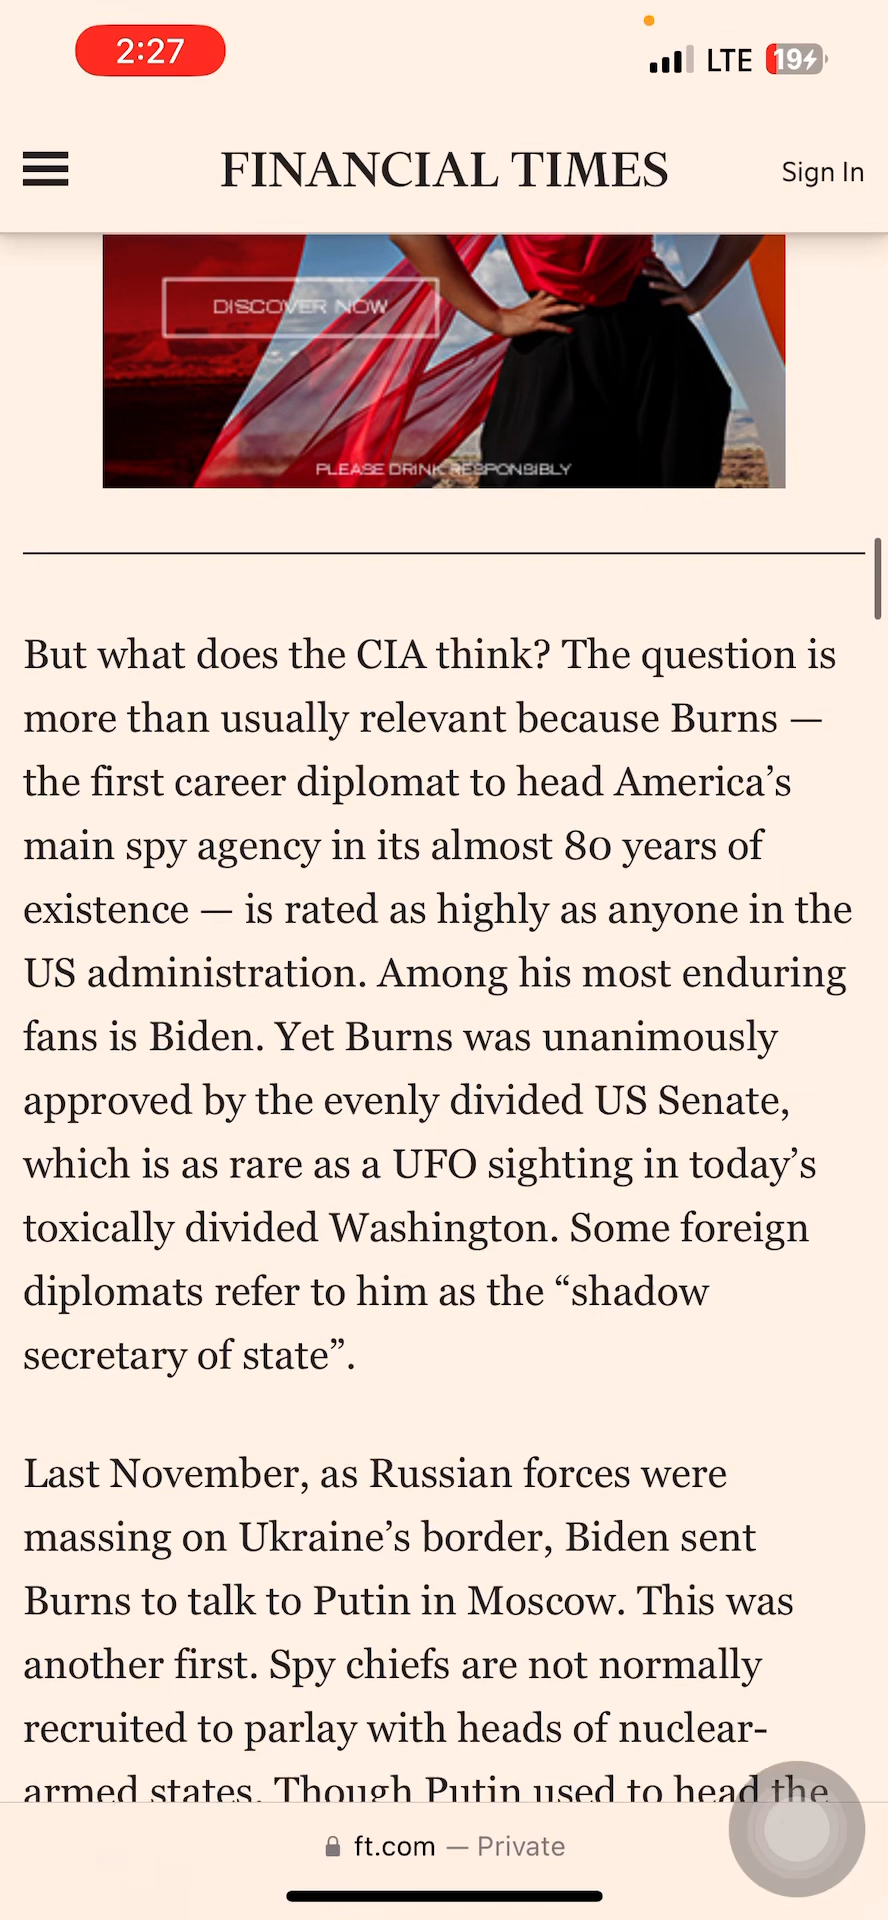 2:27
LTE
19
FINANCIAL TIMES
Sign In
DISCOVER NOW
PLEASE DRINK RESPONSIBLY
But what does the CIA think? The question is
more than usually relevant because Burns —
the first career diplomat to head America’s
main spy agency in its almost 80 years of
existence — is rated as highly as anyone in the
US administration. Among his most enduring
fans is Biden. Yet Burns was unanimously
approved by the evenly divided US Senate,
which is as rare as a UFO sighting in today’s
toxically divided Washington. Some foreign
diplomats refer to him as the “shadow
secretary of state”.
Last November, as Russian forces were
massing on Ukraine’s border, Biden sent
Burns to talk to Putin in Moscow. This was
another first. Spy chiefs are not normally
recruited to parlay with heads of nuclear-
armed states. Though Putin used to head the
ft.com — Private